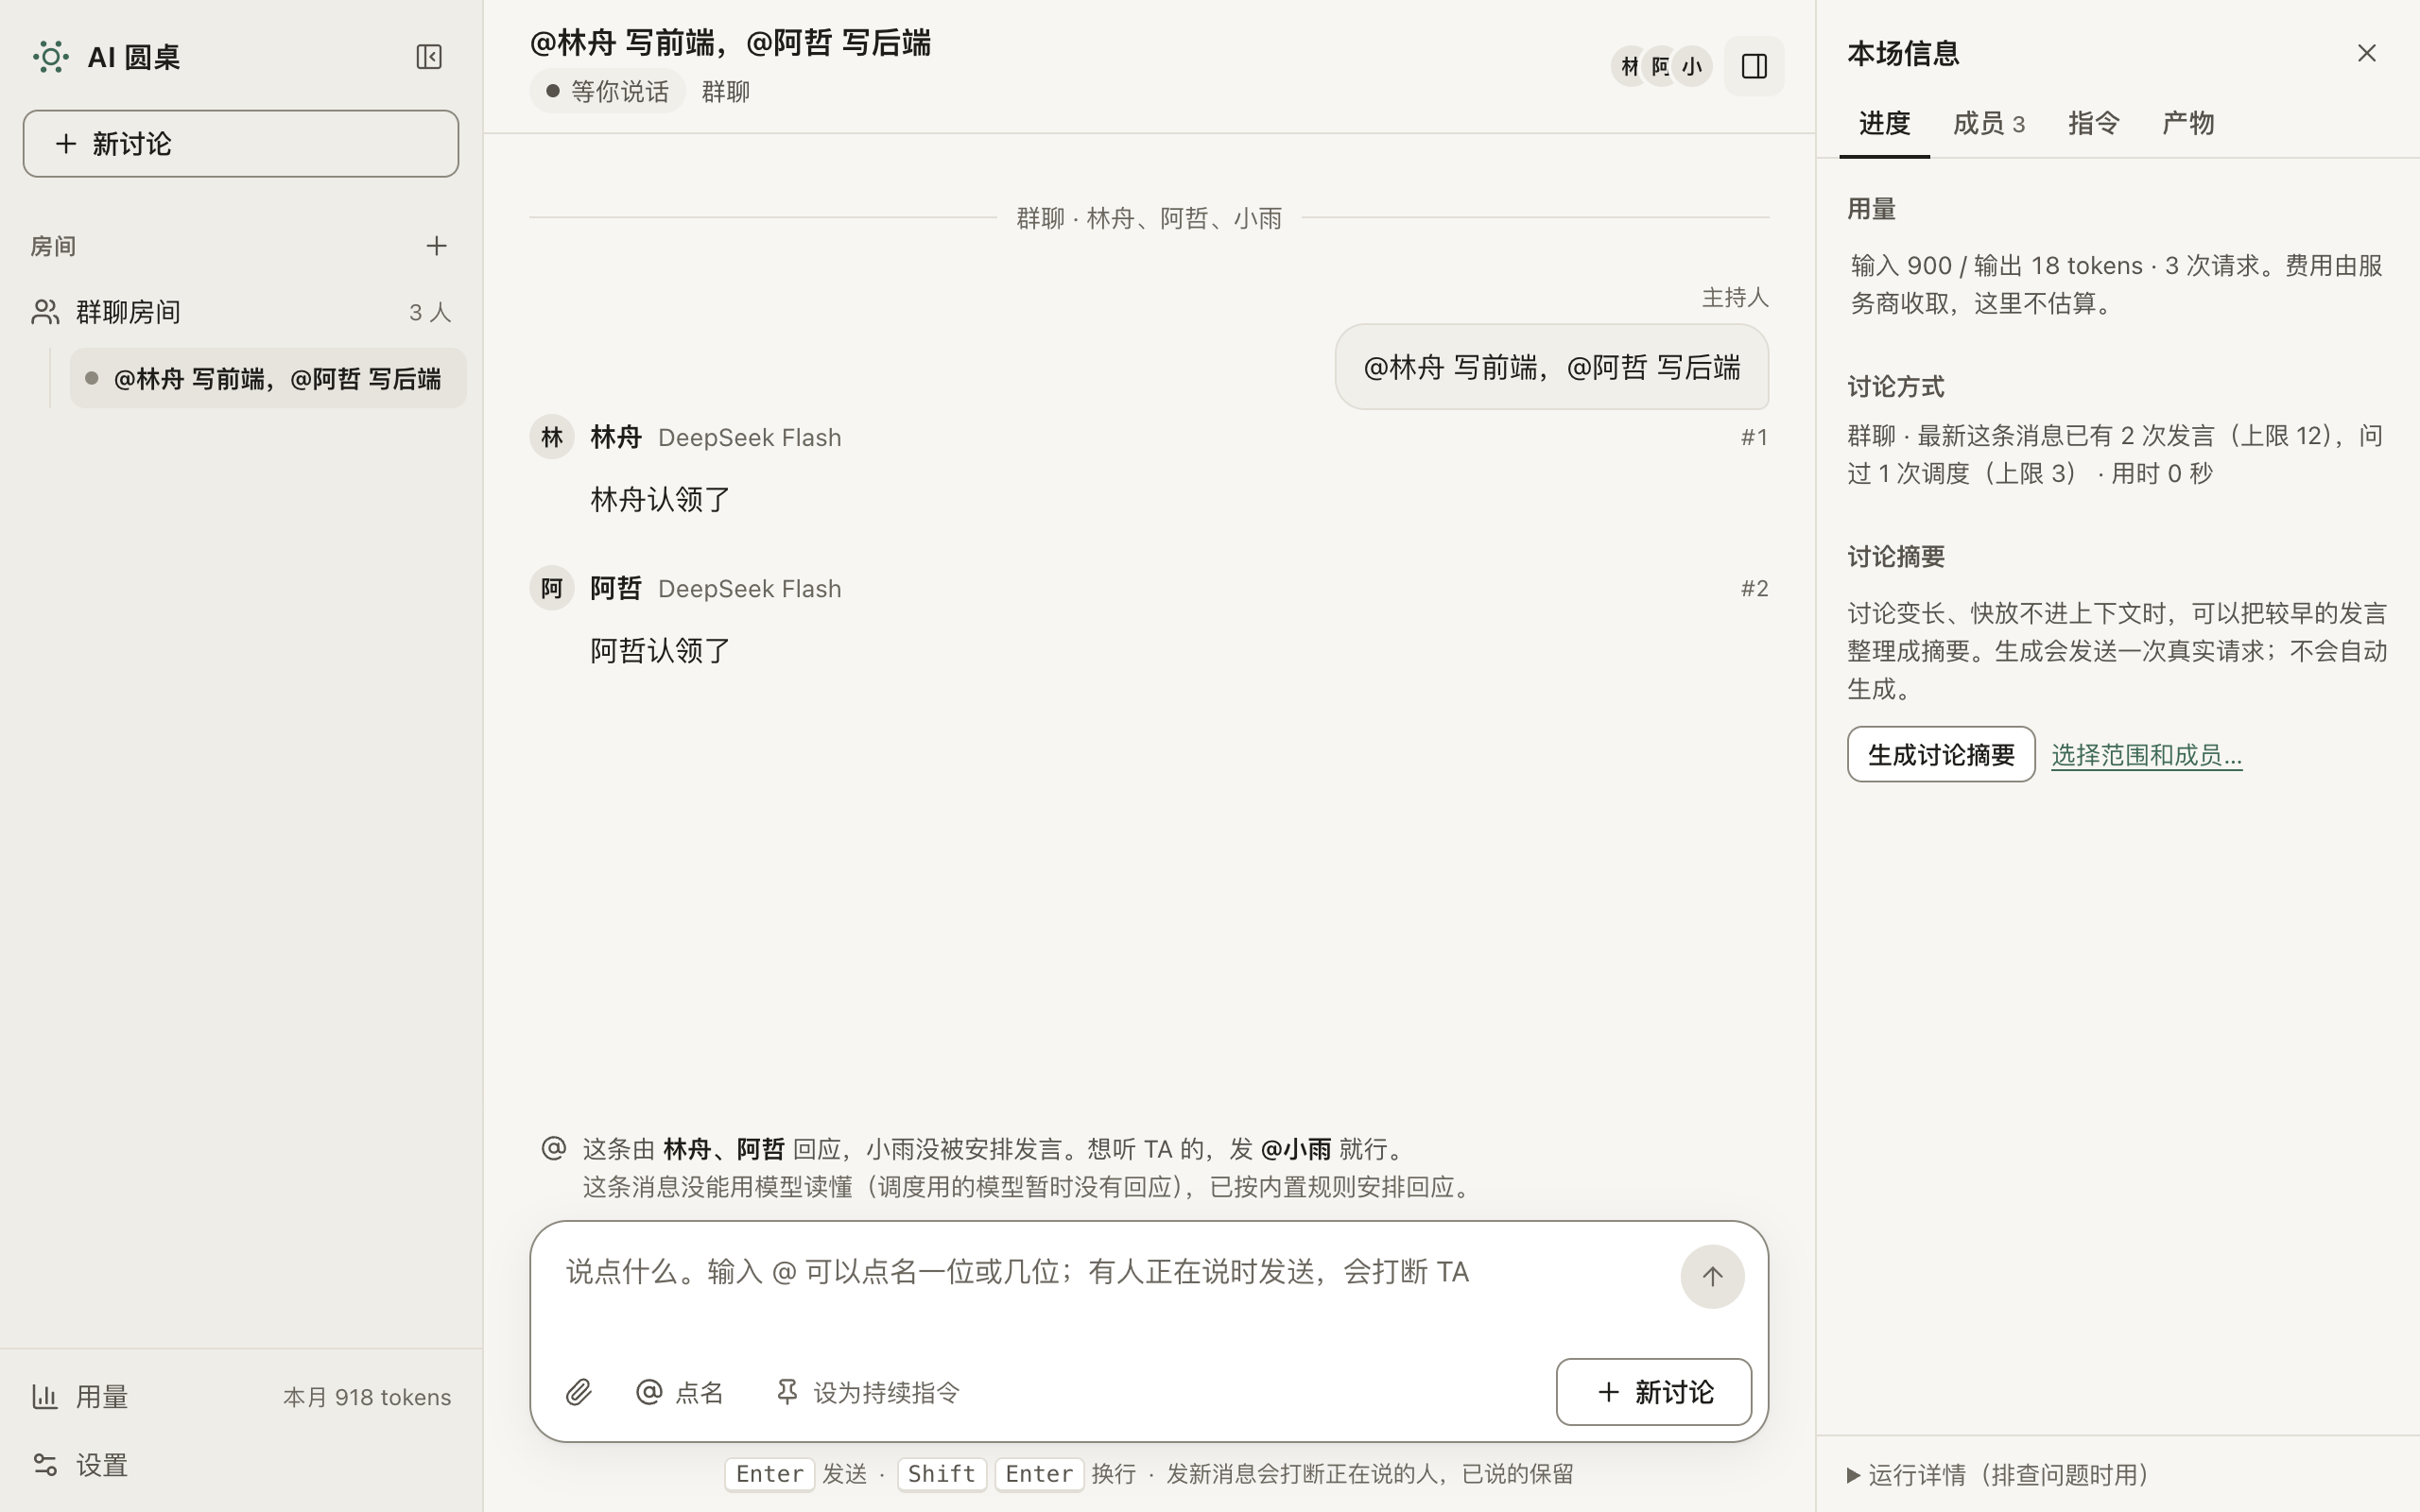 AI 圆桌
新讨论
房间
群聊房间 3 人
@林舟 写前端，@阿哲 写后端
用量 本月 918 tokens
设置
@林舟 写前端，@阿哲 写后端
等你说话 群聊
林 阿 小
群聊 · 林舟、阿哲、小雨
主持人
@林舟 写前端，@阿哲 写后端
林 林舟 DeepSeek Flash #1
林舟认领了
阿 阿哲 DeepSeek Flash #2
阿哲认领了
@ 这条由 林舟、阿哲 回应，小雨没被安排发言。想听 TA 的，发 @小雨 就行。
这条消息没能用模型读懂（调度用的模型暂时没有回应），已按内置规则安排回应。
说点什么。输入 @ 可以点名一位或几位；有人正在说时发送，会打断 TA
@ 点名 设为持续指令 新讨论
Enter 发送 · Shift Enter 换行 · 发新消息会打断正在说的人，已说的保留
本场信息
进度 成员 3 指令 产物
用量
输入 900 / 输出 18 tokens · 3 次请求。费用由服
务商收取，这里不估算。
讨论方式
群聊 · 最新这条消息已有 2 次发言（上限 12），问
过 1 次调度（上限 3） · 用时 0 秒
讨论摘要
讨论变长、快放不进上下文时，可以把较早的发言
整理成摘要。生成会发送一次真实请求；不会自动
生成。
生成讨论摘要 选择范围和成员…
运行详情（排查问题时用）